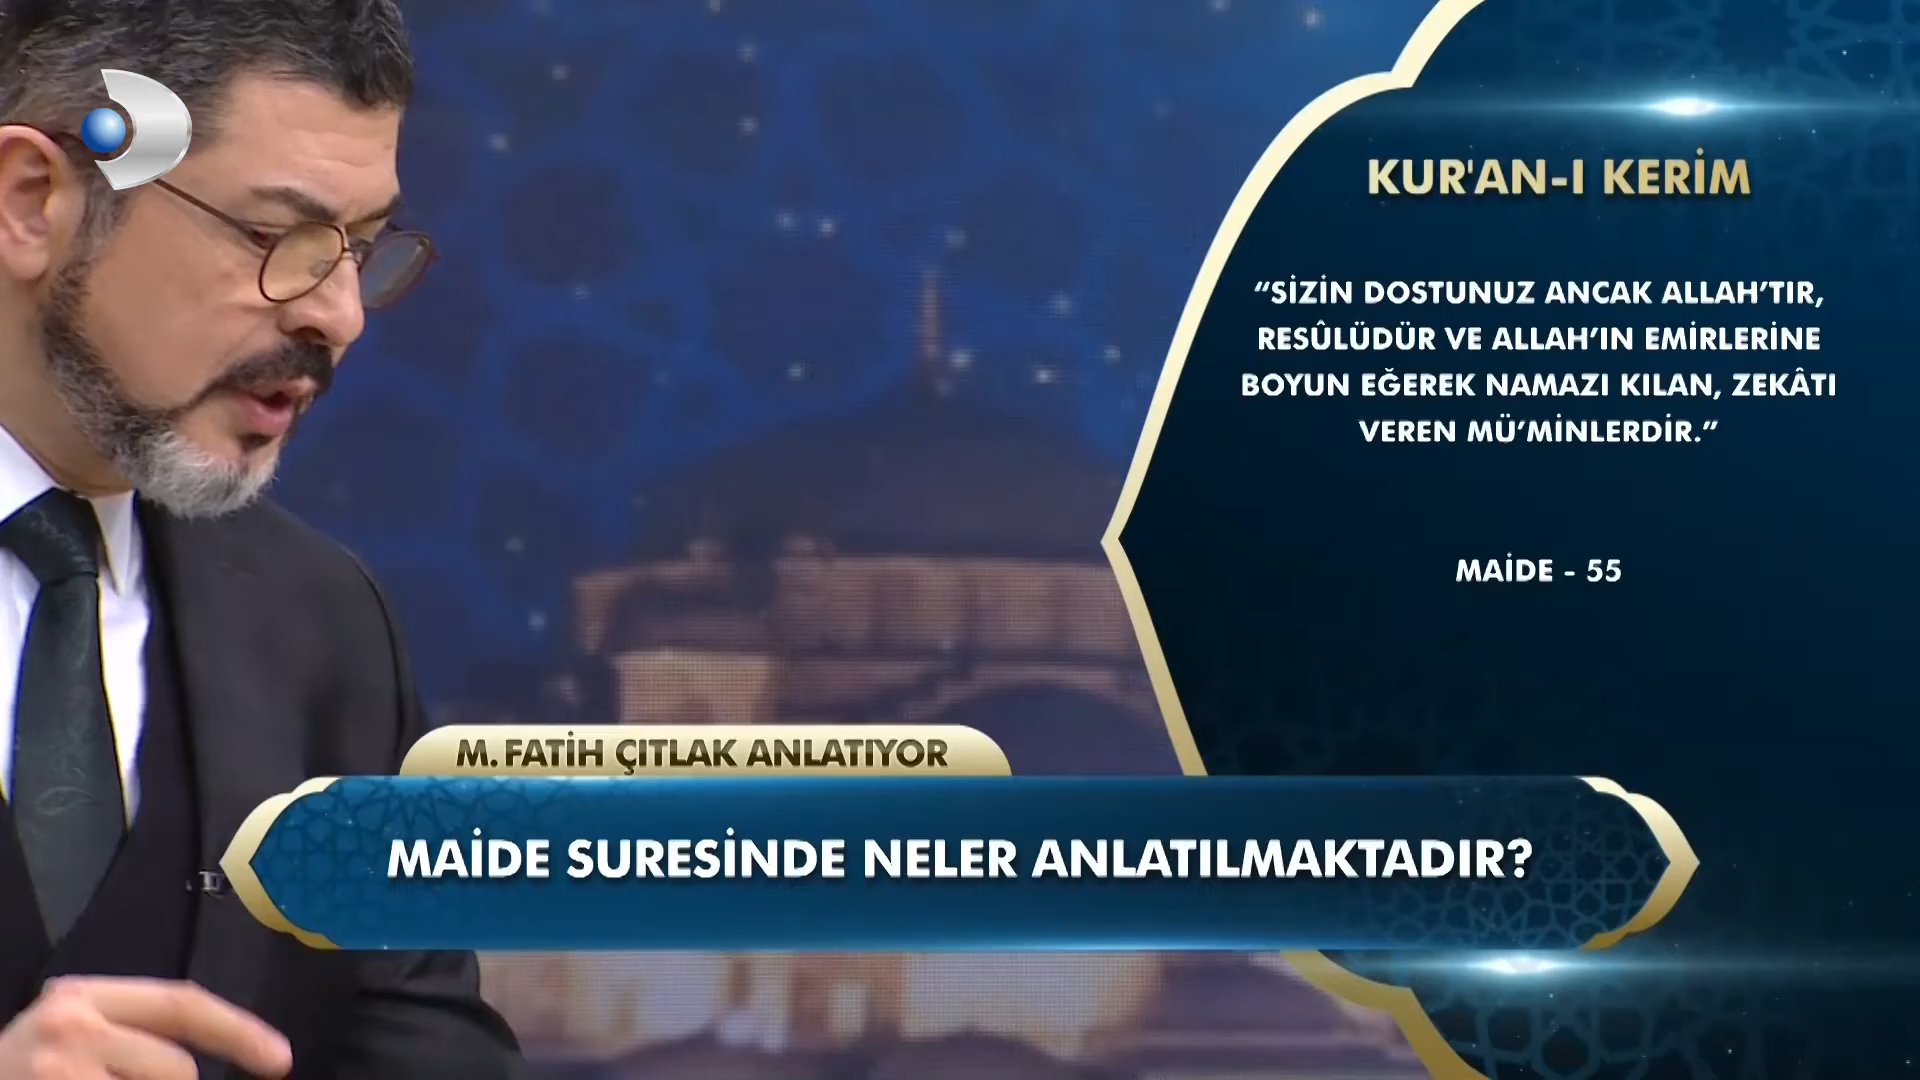 KUR'AN-I KERİM
“SİZİN DOSTUNUZ ANCAK ALLAH’TIR,
RESÛLÜDÜR VE ALLAH’IN EMİRLERİNE
BOYUN EĞEREK NAMAZI KILAN, ZEKÂTI
VEREN MÜ’MİNLERDİR.”
MAİDE - 55
M. FATİH ÇITLAK ANLATIYOR
MAİDE SURESİNDE NELER ANLATILMAKTADIR?